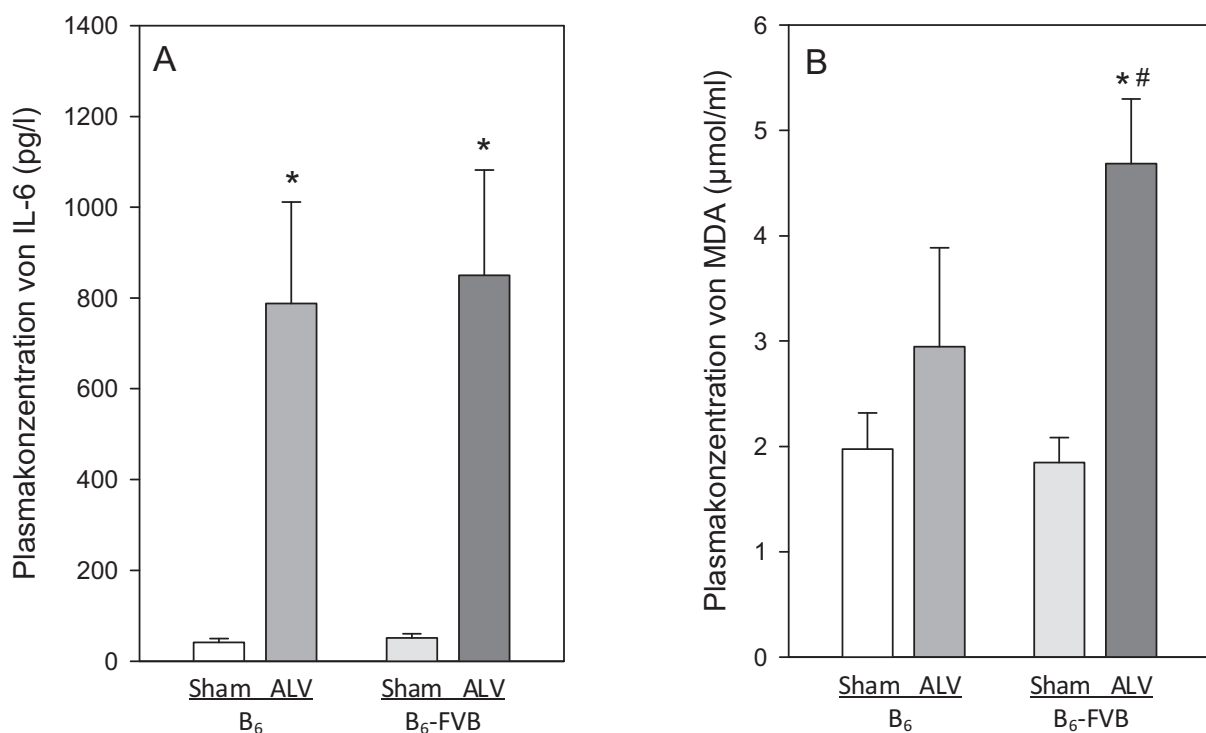 A
Plasmakonzentration von IL-6 (pg/l)
1400
1200
1000
800
600
400
200
0
*
*
Sham ALV
B₆
Sham ALV
B₆-FVB
B
Plasmakonzentration von MDA (µmol/ml)
6
5
4
3
2
1
0
* #
Sham ALV
B₆
Sham ALV
B₆-FVB